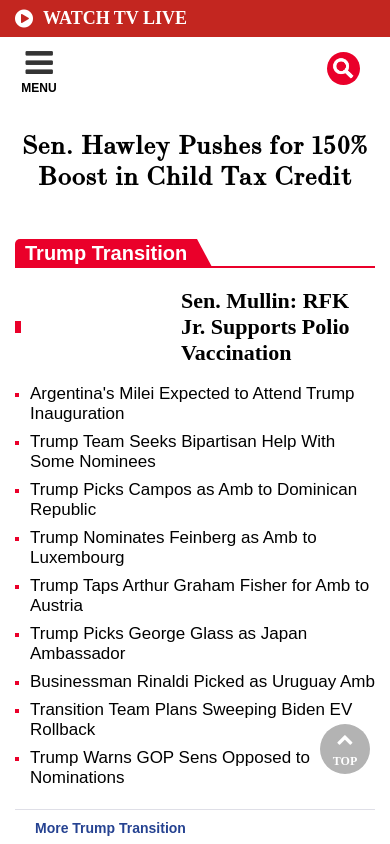 WATCH TV LIVE
MENU
Sen. Hawley Pushes for 150%
Boost in Child Tax Credit
Trump Transition
Sen. Mullin: RFK
Jr. Supports Polio
Vaccination
Argentina's Milei Expected to Attend Trump
Inauguration
Trump Team Seeks Bipartisan Help With
Some Nominees
Trump Picks Campos as Amb to Dominican
Republic
Trump Nominates Feinberg as Amb to
Luxembourg
Trump Taps Arthur Graham Fisher for Amb to
Austria
Trump Picks George Glass as Japan
Ambassador
Businessman Rinaldi Picked as Uruguay Amb
Transition Team Plans Sweeping Biden EV
Rollback
Trump Warns GOP Sens Opposed to
Nominations
TOP
More Trump Transition